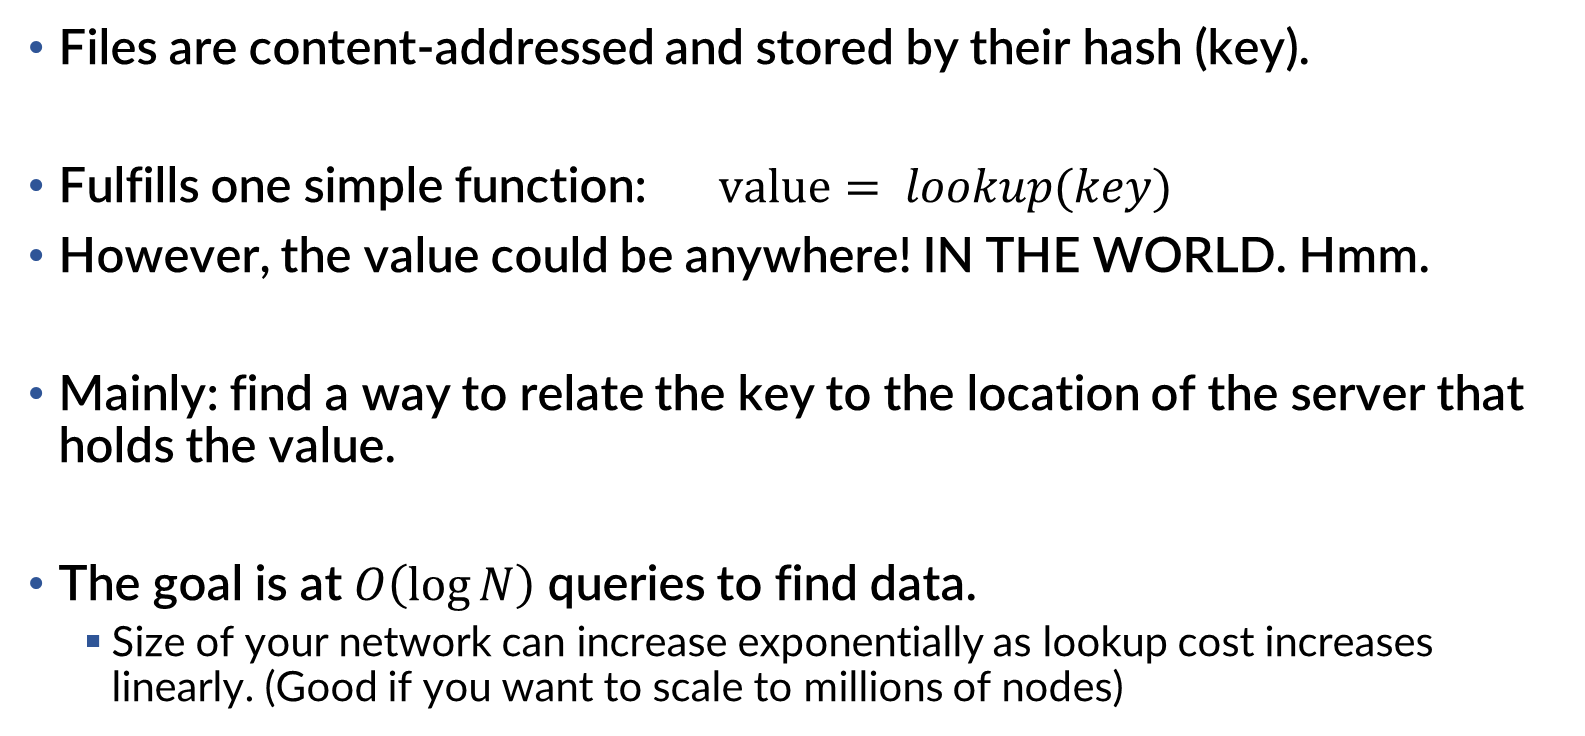 • Files are content-addressed and stored by their hash (key).
• Fulfills one simple function: value = lookup(key)
• However, the value could be anywhere! IN THE WORLD. Hmm.
• Mainly: find a way to relate the key to the location of the server that
holds the value.
• The goal is at O(log N) queries to find data.
▪ Size of your network can increase exponentially as lookup cost increases
linearly. (Good if you want to scale to millions of nodes)